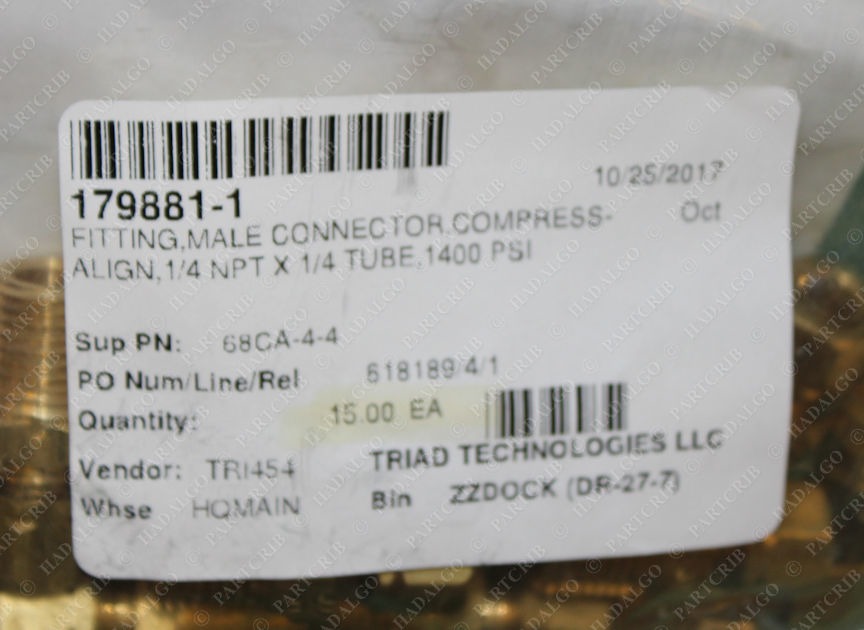 179881-1
10/25/2017
Oct
FITTING,MALE CONNECTOR,COMPRESS-
ALIGN,1/4 NPT X 1/4 TUBE,1400 PSI
Sup PN: 68CA-4-4
PO Num/Line/Rel 618189/4/1
Quantity: 15.00 EA
Vendor: TRI454 TRIAD TECHNOLOGIES LLC
Whse HQMAIN Bin ZZDOCK (DR-27-7)
© HADALGO
PARTCRIB